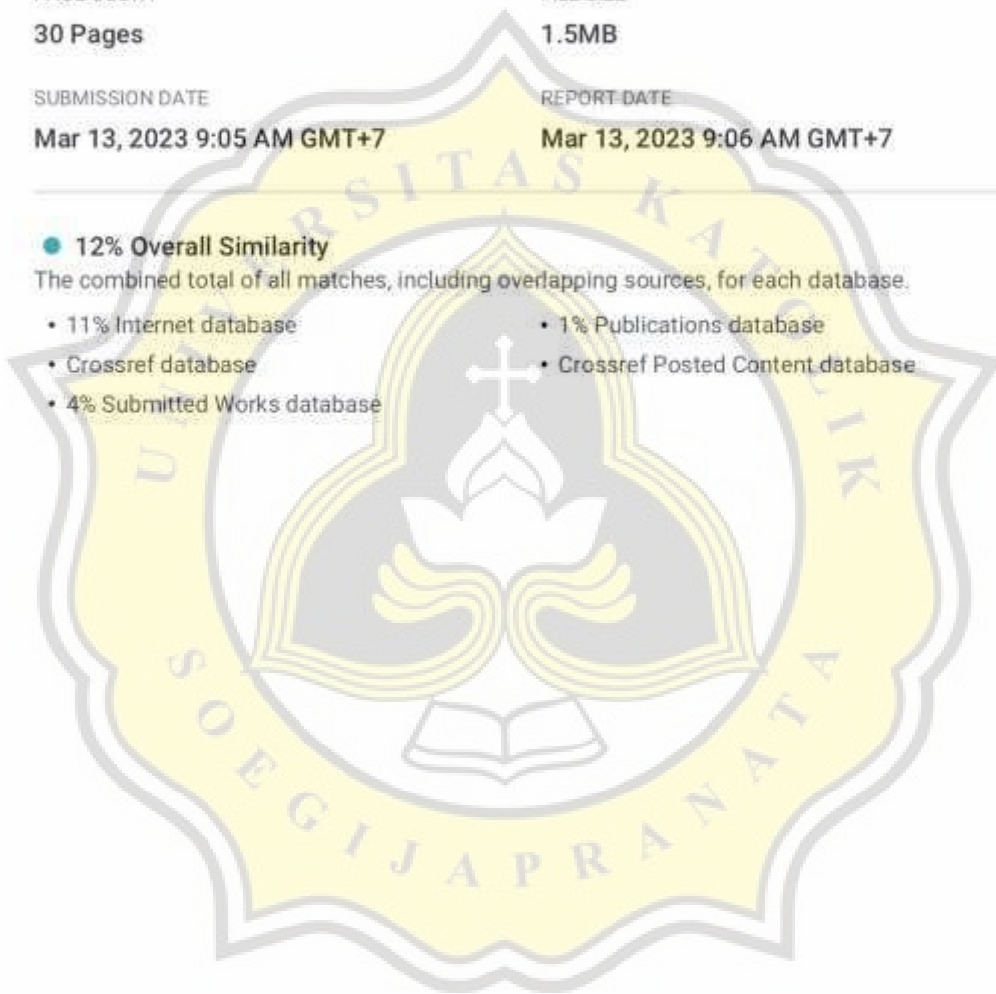 30 Pages 1.5MB
SUBMISSION DATE REPORT DATE
Mar 13, 2023 9:05 AM GMT+7 Mar 13, 2023 9:06 AM GMT+7
12% Overall Similarity
The combined total of all matches, including overlapping sources, for each database.
• 11% Internet database • 1% Publications database
• Crossref database • Crossref Posted Content database
• 4% Submitted Works database
UNIVERSITAS KATOLIK
SOEGIJAPRANATA